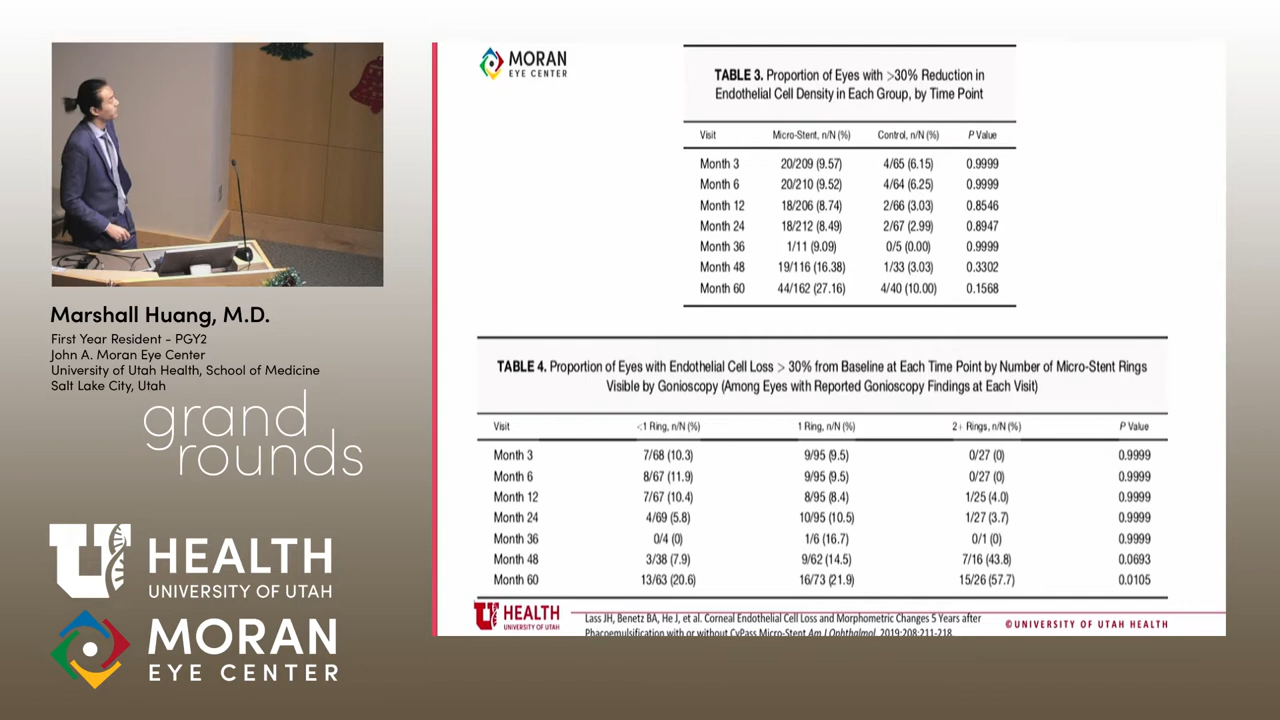 MORAN
EYE CENTER
TABLE 3. Proportion of Eyes with >30% Reduction in
Endothelial Cell Density in Each Group, by Time Point
Visit Micro-Stent, n/N (%) Control, n/N (%) P Value
Month 3 20/209 (9.57) 4/65 (6.15) 0.9999
Month 6 20/210 (9.52) 4/64 (6.25) 0.9999
Month 12 18/206 (8.74) 2/66 (3.03) 0.8546
Month 24 18/212 (8.49) 2/67 (2.99) 0.8947
Month 36 1/11 (9.09) 0/5 (0.00) 0.9999
Month 48 19/116 (16.38) 1/33 (3.03) 0.3302
Month 60 44/162 (27.16) 4/40 (10.00) 0.1568
TABLE 4. Proportion of Eyes with Endothelial Cell Loss > 30% from Baseline at Each Time Point by Number of Micro-Stent Rings
Visible by Gonioscopy (Among Eyes with Reported Gonioscopy Findings at Each Visit)
Visit <1 Ring, n/N (%) 1 Ring, n/N (%) 2+ Rings, n/N (%) P Value
Month 3 7/68 (10.3) 9/95 (9.5) 0/27 (0) 0.9999
Month 6 8/67 (11.9) 9/95 (9.5) 0/27 (0) 0.9999
Month 12 7/67 (10.4) 8/95 (8.4) 1/25 (4.0) 0.9999
Month 24 4/69 (5.8) 10/95 (10.5) 1/27 (3.7) 0.9999
Month 36 0/4 (0) 1/6 (16.7) 0/1 (0) 0.9999
Month 48 3/38 (7.9) 9/62 (14.5) 7/16 (43.8) 0.0693
Month 60 13/63 (20.6) 16/73 (21.9) 15/26 (57.7) 0.0105
U HEALTH
UNIVERSITY OF UTAH
Lass JH, Benetz BA, He J, et al. Corneal Endothelial Cell Loss and Morphometric Changes 5 Years after
Phacoemulsification with or without CyPass Micro-Stent Am J Ophthalmol. 2019;208:211-218.
©UNIVERSITY OF UTAH HEALTH
Marshall Huang, M.D.
First Year Resident - PGY2
John A. Moran Eye Center
University of Utah Health, School of Medicine
Salt Lake City, Utah
grand
rounds
U HEALTH
UNIVERSITY OF UTAH
MORAN
EYE CENTER